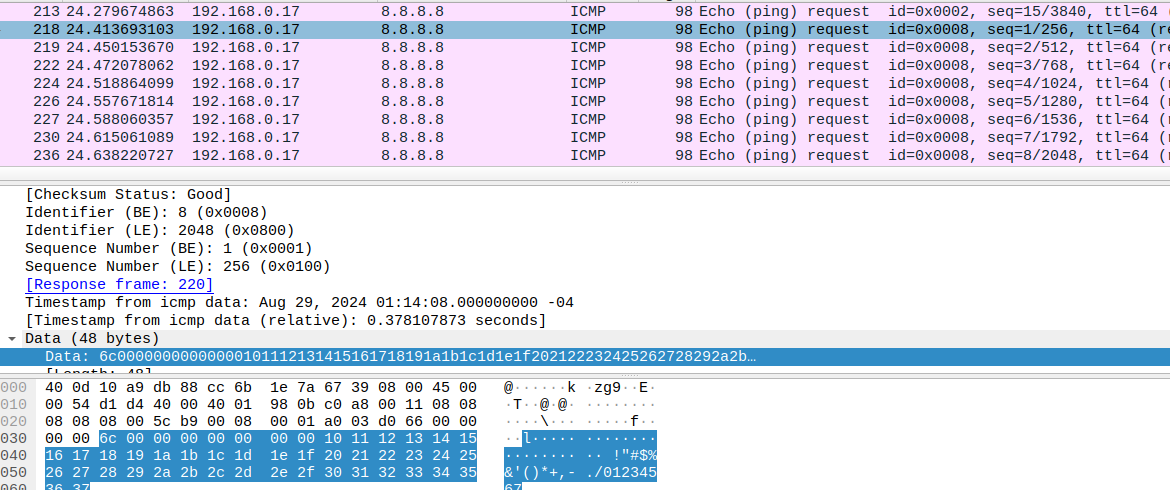 213 24.279674863 192.168.0.17 8.8.8.8 ICMP 98 Echo (ping) request id=0x0002, seq=15/3840, ttl=64 (
218 24.413693103 192.168.0.17 8.8.8.8 ICMP 98 Echo (ping) request id=0x0008, seq=1/256, ttl=64 (re
219 24.450153670 192.168.0.17 8.8.8.8 ICMP 98 Echo (ping) request id=0x0008, seq=2/512, ttl=64 (re
222 24.472078062 192.168.0.17 8.8.8.8 ICMP 98 Echo (ping) request id=0x0008, seq=3/768, ttl=64 (re
224 24.518864099 192.168.0.17 8.8.8.8 ICMP 98 Echo (ping) request id=0x0008, seq=4/1024, ttl=64 (
226 24.557671814 192.168.0.17 8.8.8.8 ICMP 98 Echo (ping) request id=0x0008, seq=5/1280, ttl=64 (
227 24.588060357 192.168.0.17 8.8.8.8 ICMP 98 Echo (ping) request id=0x0008, seq=6/1536, ttl=64 (
230 24.615061089 192.168.0.17 8.8.8.8 ICMP 98 Echo (ping) request id=0x0008, seq=7/1792, ttl=64 (
236 24.638220727 192.168.0.17 8.8.8.8 ICMP 98 Echo (ping) request id=0x0008, seq=8/2048, ttl=64 (
[Checksum Status: Good]
Identifier (BE): 8 (0x0008)
Identifier (LE): 2048 (0x0800)
Sequence Number (BE): 1 (0x0001)
Sequence Number (LE): 256 (0x0100)
[Response frame: 220]
Timestamp from icmp data: Aug 29, 2024 01:14:08.000000000 -04
[Timestamp from icmp data (relative): 0.378107873 seconds]
Data (48 bytes)
Data: 6c00000000000000101112131415161718191a1b1c1d1e1f202122232425262728292a2b…
[Length: 48]
000 40 0d 10 a9 db 88 cc 6b 1e 7a 67 39 08 00 45 00 @······k ·zg9··E·
010 00 54 d1 d4 40 00 40 01 98 0b c0 a8 00 11 08 08 ·T··@·@· ········
020 08 08 08 00 5c b9 00 08 00 01 a0 03 d0 66 00 00 ····\··· ·····f··
030 00 00 6c 00 00 00 00 00 00 00 10 11 12 13 14 15 ··l····· ········
040 16 17 18 19 1a 1b 1c 1d 1e 1f 20 21 22 23 24 25 ········ ·· !"#$%
050 26 27 28 29 2a 2b 2c 2d 2e 2f 30 31 32 33 34 35 &'()*+,- ./012345
060 36 37 67